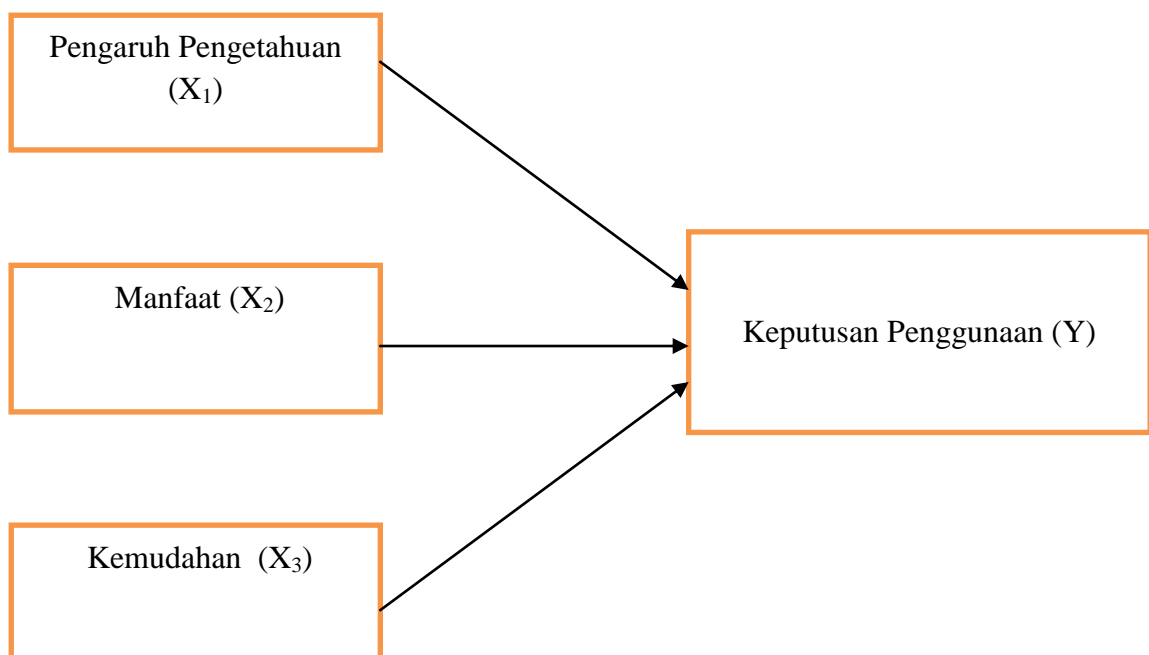 Pengaruh Pengetahuan
(X₁)
Manfaat (X₂)
Keputusan Penggunaan (Y)
Kemudahan (X₃)